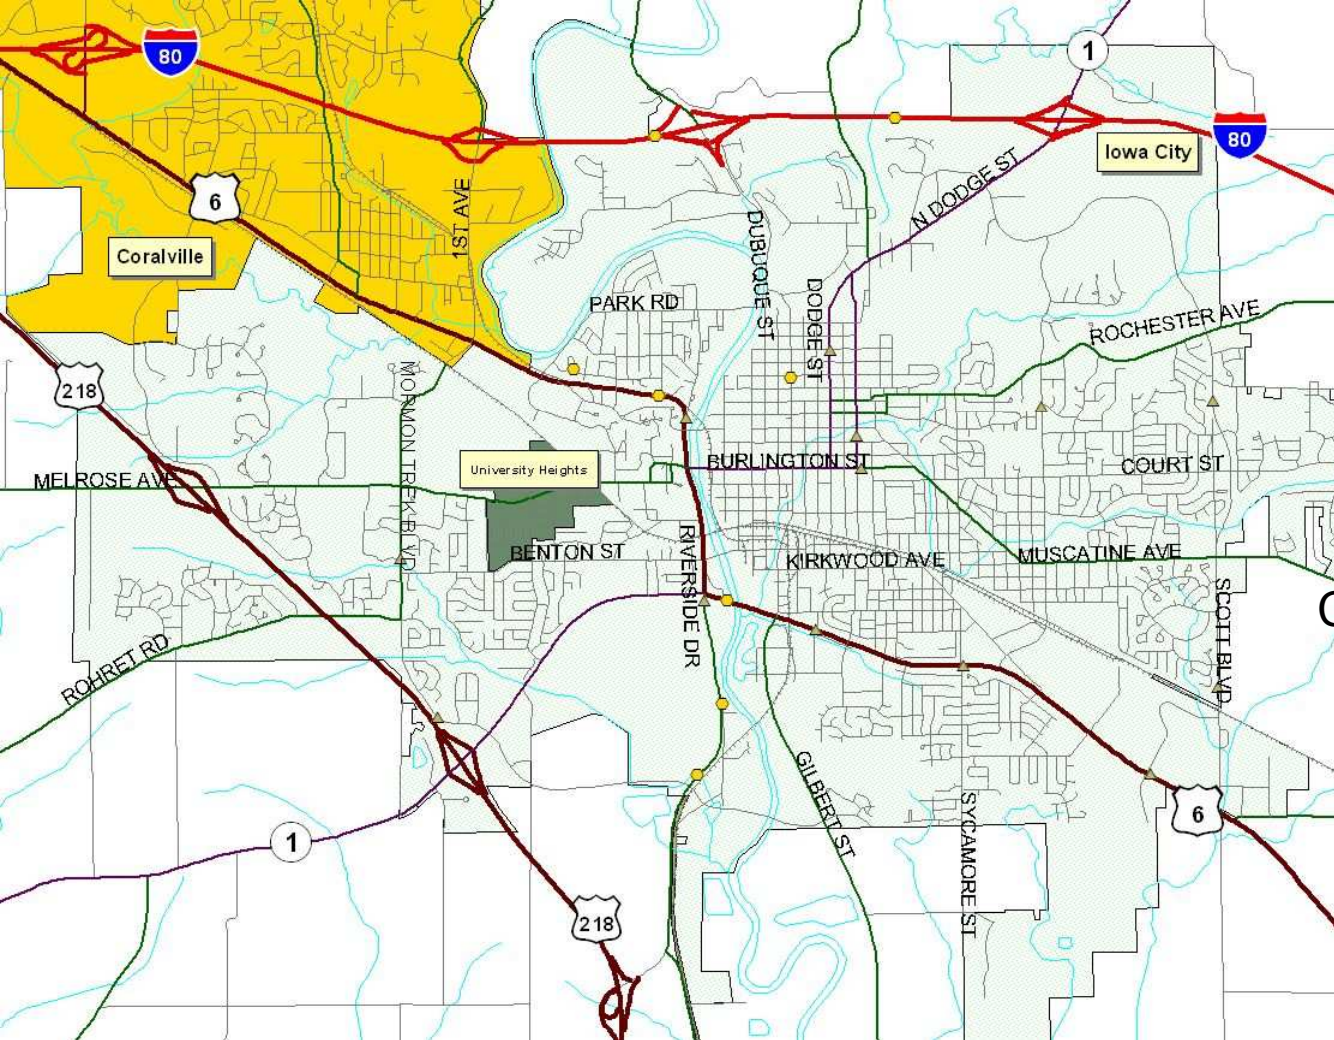 80
1
80
Iowa City
6
1ST AVE
N DODGE ST
Coralville
DUBUQUE ST
PARK RD
DODGE ST
ROCHESTER AVE
218
MORMON TREK BLVD
University Heights
BURLINGTON ST
COURT ST
MELROSE AVE
BENTON ST
RIVERSIDE DR
KIRKWOOD AVE
MUSCATINE AVE
SCOTT BLVD
ROHRET RD
GILBERT ST
SYCAMORE ST
6
1
218